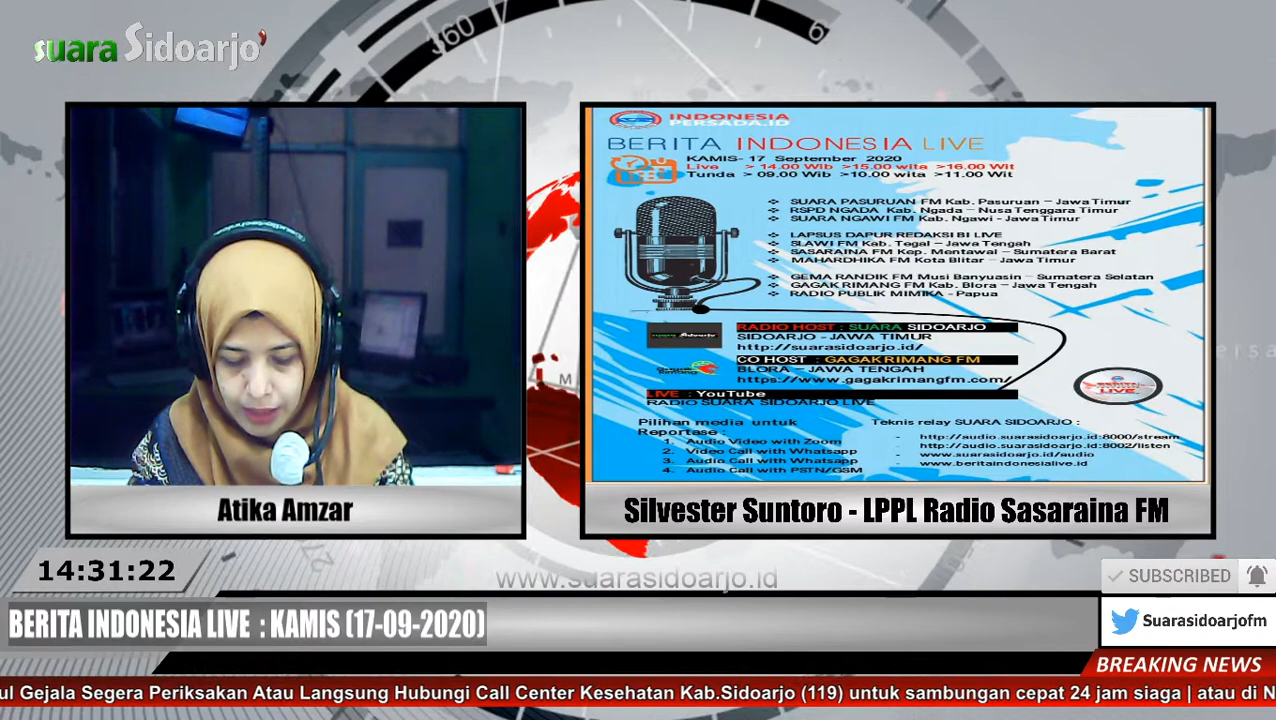 suara Sidoarjo
360
INDONESIA
PERSADA.ID
BERITA INDONESIA LIVE
KAMIS- 17 September 2020
Live > 14.00 Wib >15.00 wita >16.00 Wit
Tunda > 09.00 Wib >10.00 wita >11.00 Wit
❖ SUARA PASURUAN FM Kab. Pasuruan – Jawa Timur
❖ RSPD NGADA Kab. Ngada – Nusa Tenggara Timur
❖ SUARA NGAWI FM Kab. Ngawi - Jawa Timur
❖ LAPSUS DAPUR REDAKSI BI LIVE
❖ SLAWI FM Kab. Tegal – Jawa Tengah
❖ SASARAINA FM Kep. Mentawai – Sumatera Barat
❖ MAHARDHIKA FM Kota Blitar – Jawa Timur
❖ GEMA RANDIK FM Musi Banyuasin – Sumatera Selatan
❖ GAGAK RIMANG FM Kab. Blora – Jawa Tengah
❖ RADIO PUBLIK MIMIKA - Papua
RADIO HOST : SUARA SIDOARJO
SIDOARJO - JAWA TIMUR
http://suarasidoarjo.id/
CO HOST : GAGAK RIMANG FM
BLORA – JAWA TENGAH
https://www.gagakrimangfm.com/
LIVE : YouTube
RADIO SUARA SIDOARJO LIVE
BERITA
LIVE
Pilihan media untuk
Reportase :
1. Audio Video with Zoom
2. Video Call with Whatsapp
3. Audio Call with Whatsapp
4. Audio Call with PSTN/GSM
Teknis relay SUARA SIDOARJO :
- http://audio.suarasidoarjo.id:8000/stream
- http://audio.suarasidoarjo.id:8002/listen
- www.suarasidoarjo.id/audio
- www.beritaindonesialive.id
Atika Amzar
Silvester Suntoro - LPPL Radio Sasaraina FM
14:31:22
www.suarasidoarjo.id
SUBSCRIBED
BERITA INDONESIA LIVE : KAMIS (17-09-2020)
Suarasidoarjofm
BREAKING NEWS
ul Gejala Segera Periksakan Atau Langsung Hubungi Call Center Kesehatan Kab.Sidoarjo (119) untuk sambungan cepat 24 jam siaga | atau di N